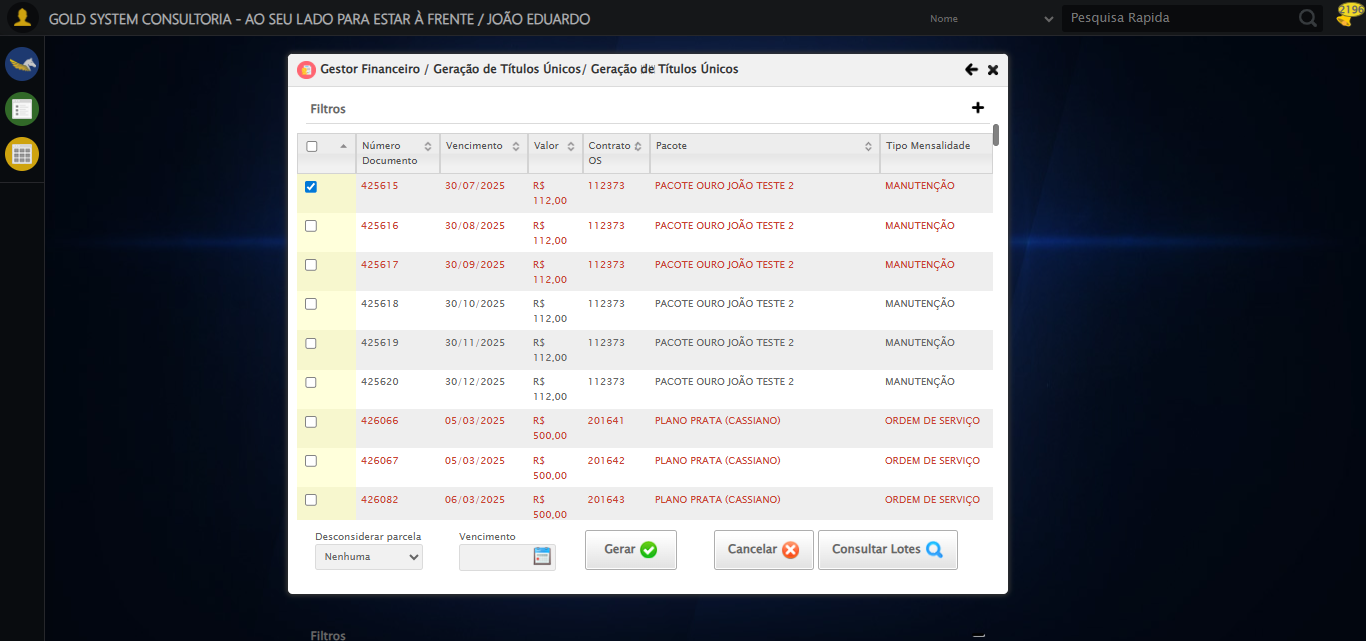 GOLD SYSTEM CONSULTORIA - AO SEU LADO PARA ESTAR À FRENTE / JOÃO EDUARDO
Nome
Pesquisa Rapida
2196
Gestor Financeiro / Geração de Títulos Únicos/ Geração de Títulos Únicos
Filtros
Número Documento Vencimento Valor Contrato OS Pacote Tipo Mensalidade
425615 30/07/2025 R$ 112,00 112373 PACOTE OURO JOÃO TESTE 2 MANUTENÇÃO
425616 30/08/2025 R$ 112,00 112373 PACOTE OURO JOÃO TESTE 2 MANUTENÇÃO
425617 30/09/2025 R$ 112,00 112373 PACOTE OURO JOÃO TESTE 2 MANUTENÇÃO
425618 30/10/2025 R$ 112,00 112373 PACOTE OURO JOÃO TESTE 2 MANUTENÇÃO
425619 30/11/2025 R$ 112,00 112373 PACOTE OURO JOÃO TESTE 2 MANUTENÇÃO
425620 30/12/2025 R$ 112,00 112373 PACOTE OURO JOÃO TESTE 2 MANUTENÇÃO
426066 05/03/2025 R$ 500,00 201641 PLANO PRATA (CASSIANO) ORDEM DE SERVIÇO
426067 05/03/2025 R$ 500,00 201642 PLANO PRATA (CASSIANO) ORDEM DE SERVIÇO
426082 06/03/2025 R$ 500,00 201643 PLANO PRATA (CASSIANO) ORDEM DE SERVIÇO
Desconsiderar parcela Vencimento
Nenhuma Gerar Cancelar Consultar Lotes
Filtros